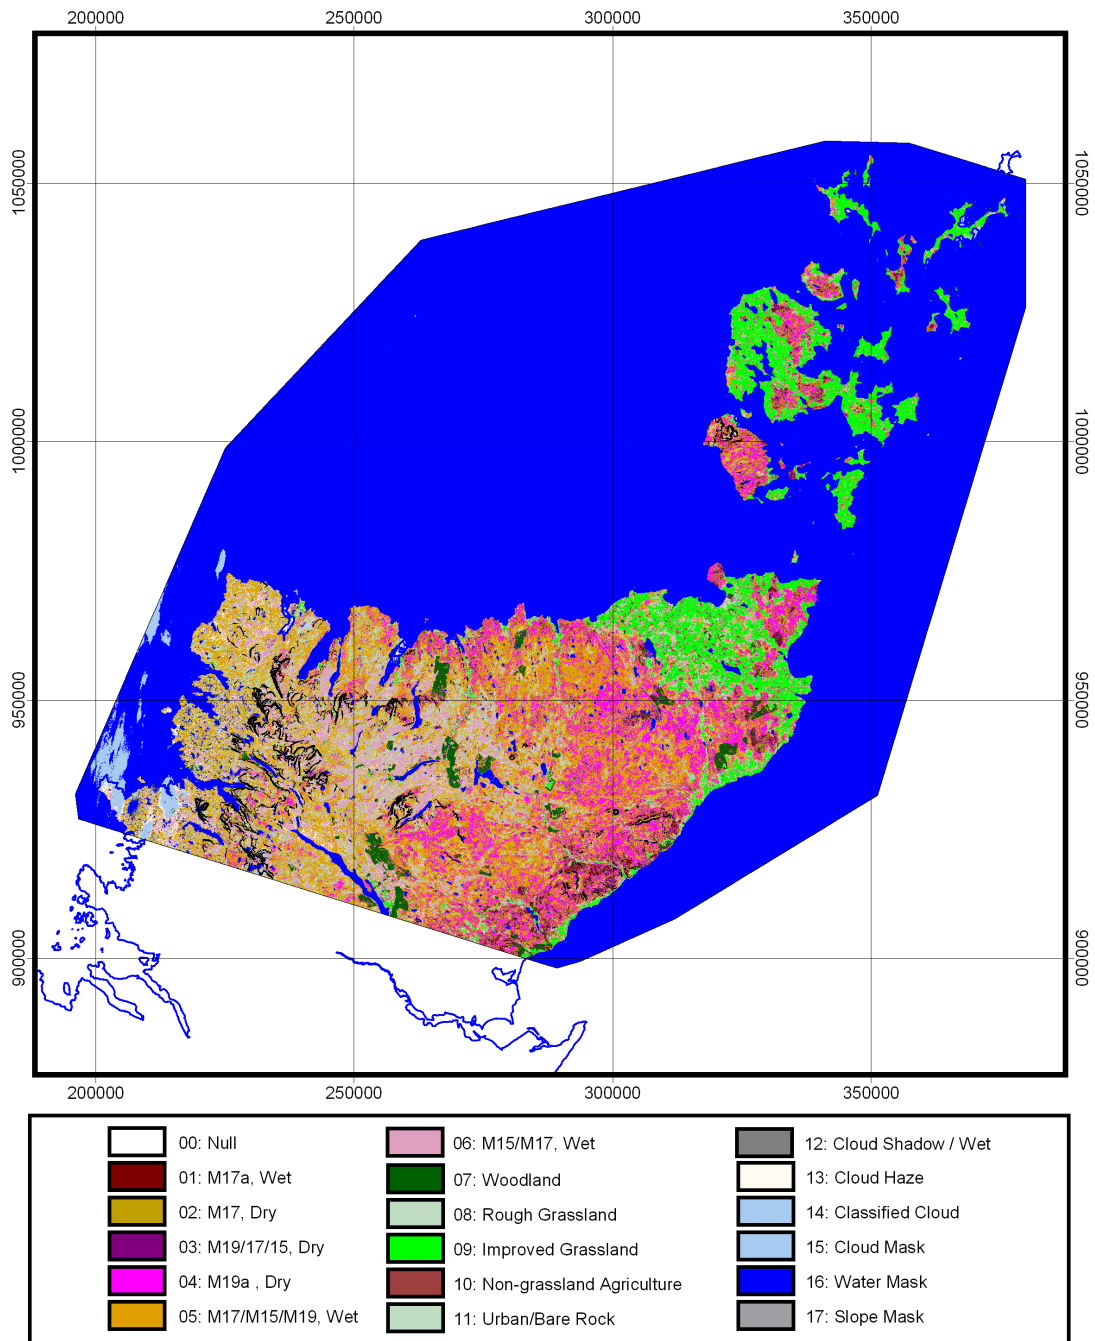 200000 250000 300000 350000
1050000 1050000
1000000 1000000
950000 950000
900000 900000
200000 250000 300000 350000
00: Null
01: M17a, Wet
02: M17, Dry
03: M19/17/15, Dry
04: M19a , Dry
05: M17/M15/M19, Wet
06: M15/M17, Wet
07: Woodland
08: Rough Grassland
09: Improved Grassland
10: Non-grassland Agriculture
11: Urban/Bare Rock
12: Cloud Shadow / Wet
13: Cloud Haze
14: Classified Cloud
15: Cloud Mask
16: Water Mask
17: Slope Mask